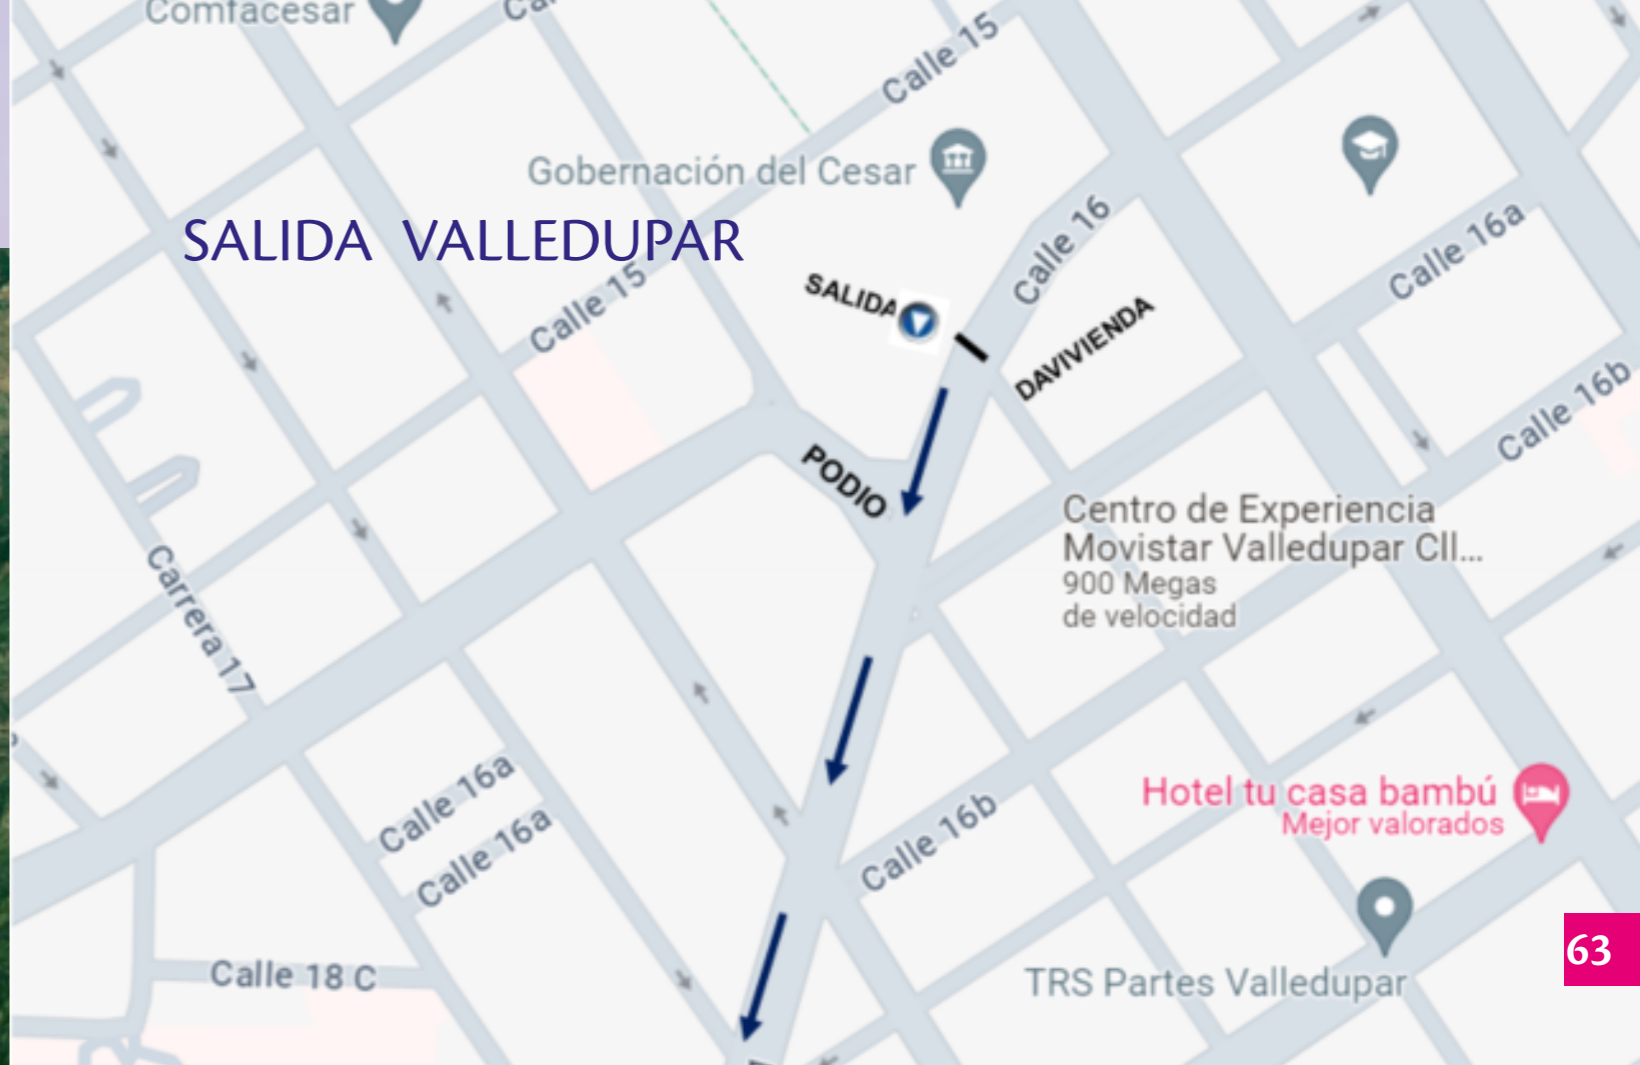 Comfacesar
Calle 15
Gobernación del Cesar
SALIDA VALLEDUPAR
Calle 16
Calle 16a
Calle 15
SALIDA
DAVIVIENDA
Calle 16b
PODIO
Centro de Experiencia
Movistar Valledupar Cll...
900 Megas
de velocidad
Carrera 17
Calle 16a
Calle 16a
Calle 16b
Hotel tu casa bambú
Mejor valorados
63
Calle 18 C
TRS Partes Valledupar